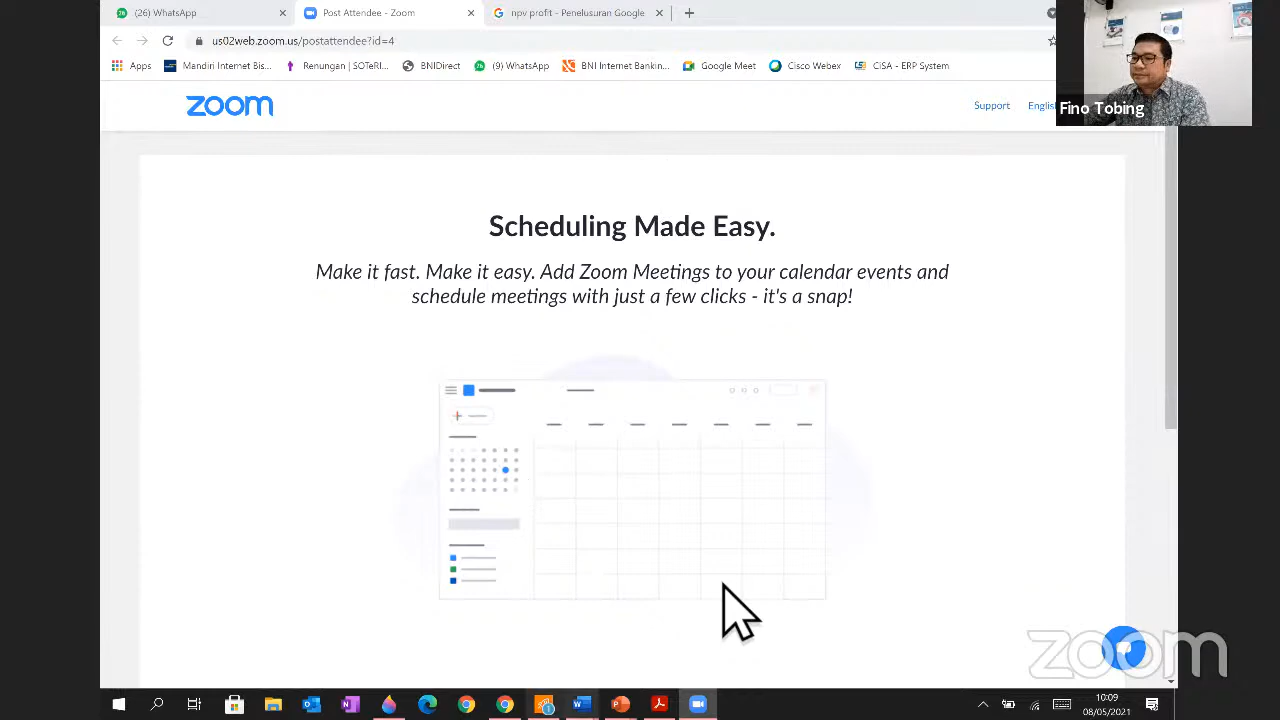 (26) WhatsApp
Post Attendee - Zoom
npv profi - Penelusuran Google
us02web.zoom.us/postattendee?id=4
Apps
Mandiri Internet Bis...
Renungan | SOTeRI...
Direct
(9) WhatsApp
BNI Internet Bankin...
Google Meet
Cisco Webex
CISA - ERP System
zoom
Support
English
Fino Tobing
Scheduling Made Easy.
Make it fast. Make it easy. Add Zoom Meetings to your calendar events and
schedule meetings with just a few clicks - it's a snap!
zoom
10:09
08/05/2021